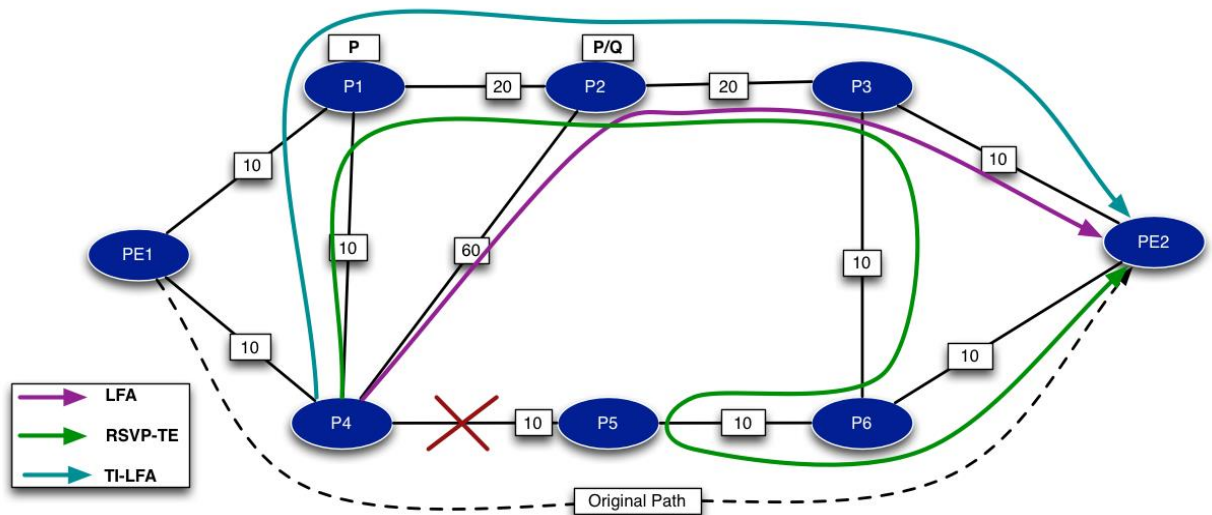 P
P/Q
P1
20
P2
20
P3
10
10
PE1
10
60
10
PE2
10
10
LFA
P4
10
P5
10
P6
RSVP-TE
TI-LFA
Original Path